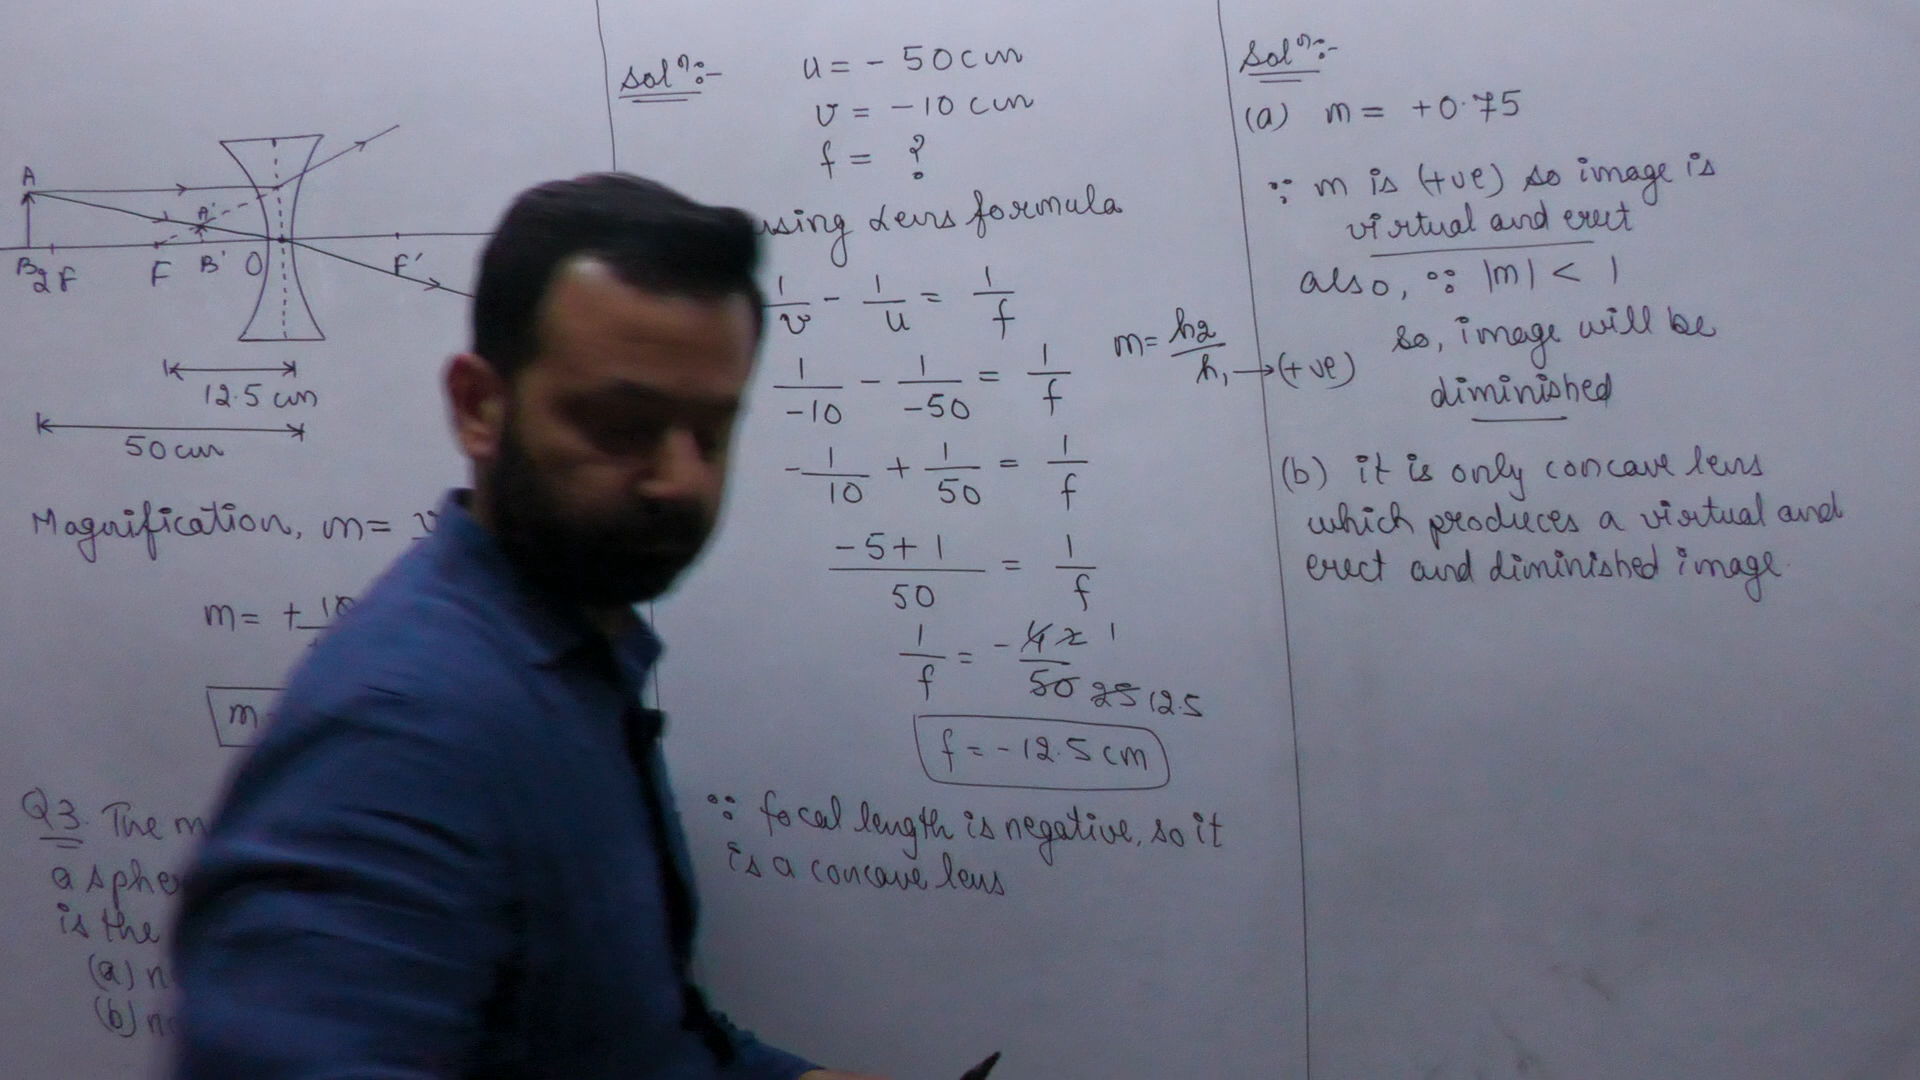 A
A'
B 2F F B' O F'
12.5 cm
50 cm
Magnification, m=
m= +
m
Q3. The
a
is the
(a)
(b)
Solⁿ:-
u = - 50 cm
v = -10 cm
f = ?
using Lens formula
1/v - 1/u = 1/f
1/-10 - 1/-50 = 1/f
-1/10 + 1/50 = 1/f
-5+1/50 = 1/f
1/f = -4 2 1/50 25 12.5
f = -12.5 cm
∵ focal length is negative, so it
is a concave lens
m= h2/h1 → (+ve)
Solⁿ:-
(a) m= +0.75
∵ m is (+ve) so image is
virtual and erect
also, ∵ |m| < 1
so, image will be
diminished
(b) it is only concave lens
which produces a virtual and
erect and diminished image.